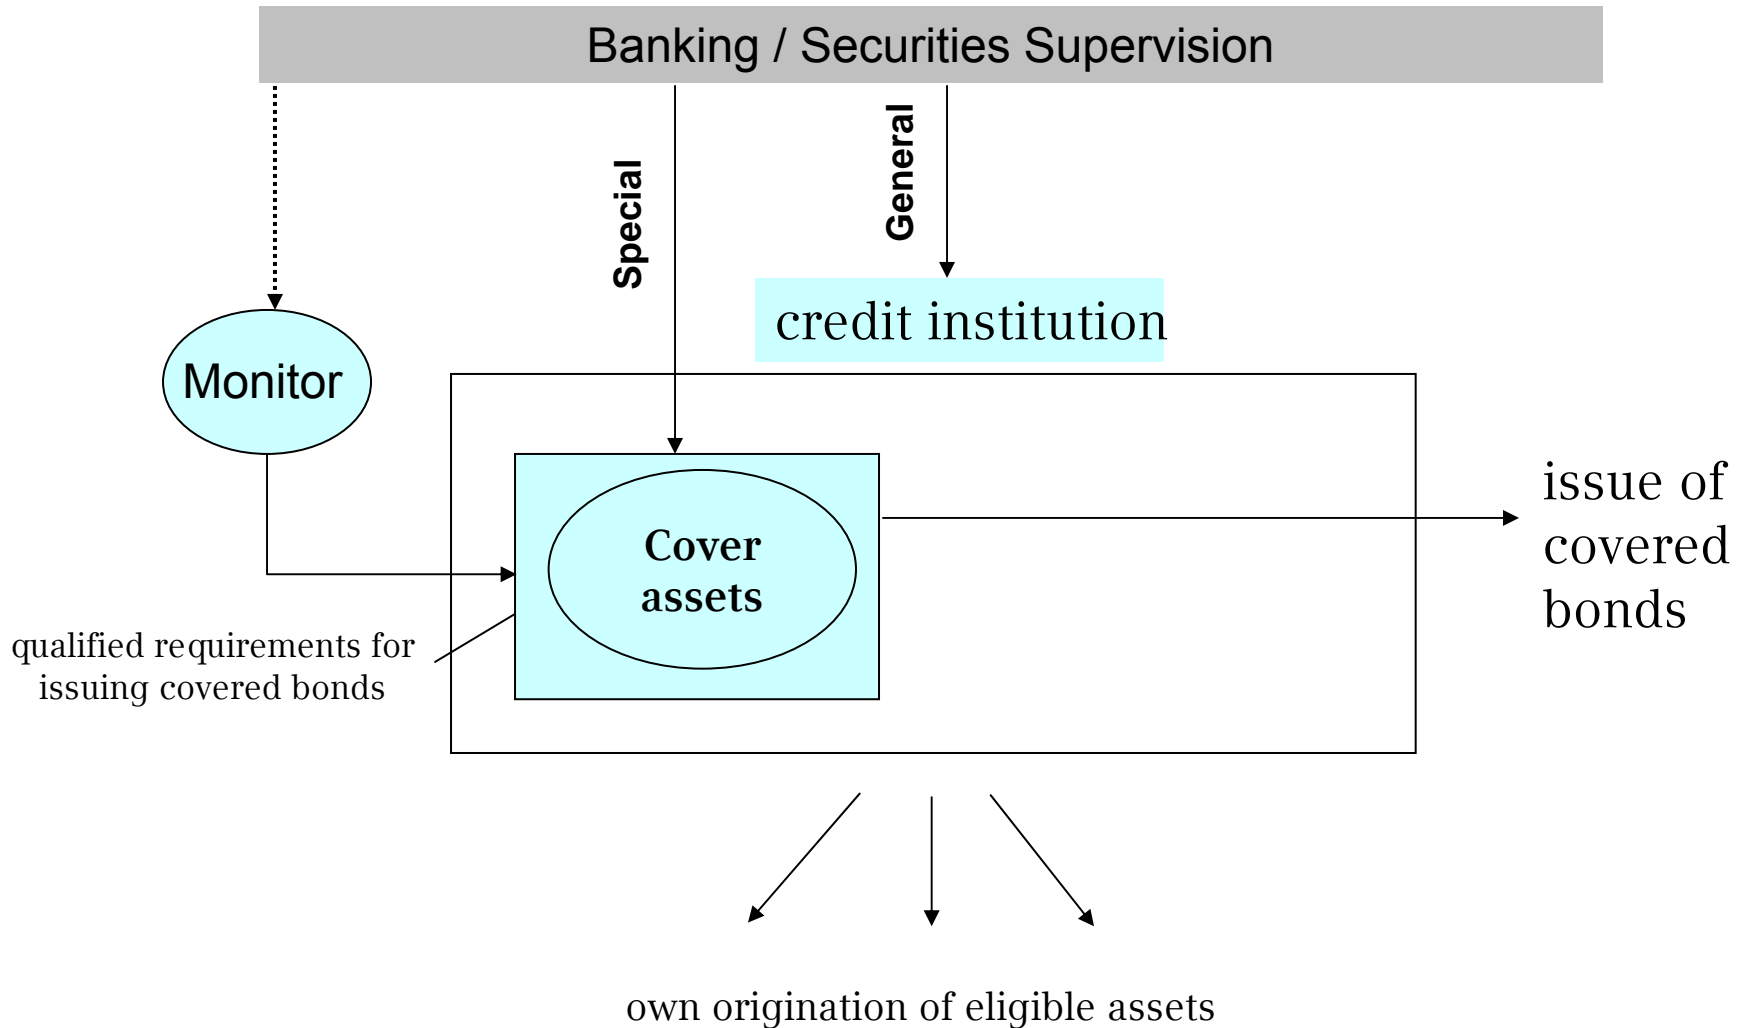 Banking / Securities Supervision
Special
General
credit institution
Monitor
Cover
assets
issue of
covered
bonds
qualified requirements for
issuing covered bonds
own origination of eligible assets